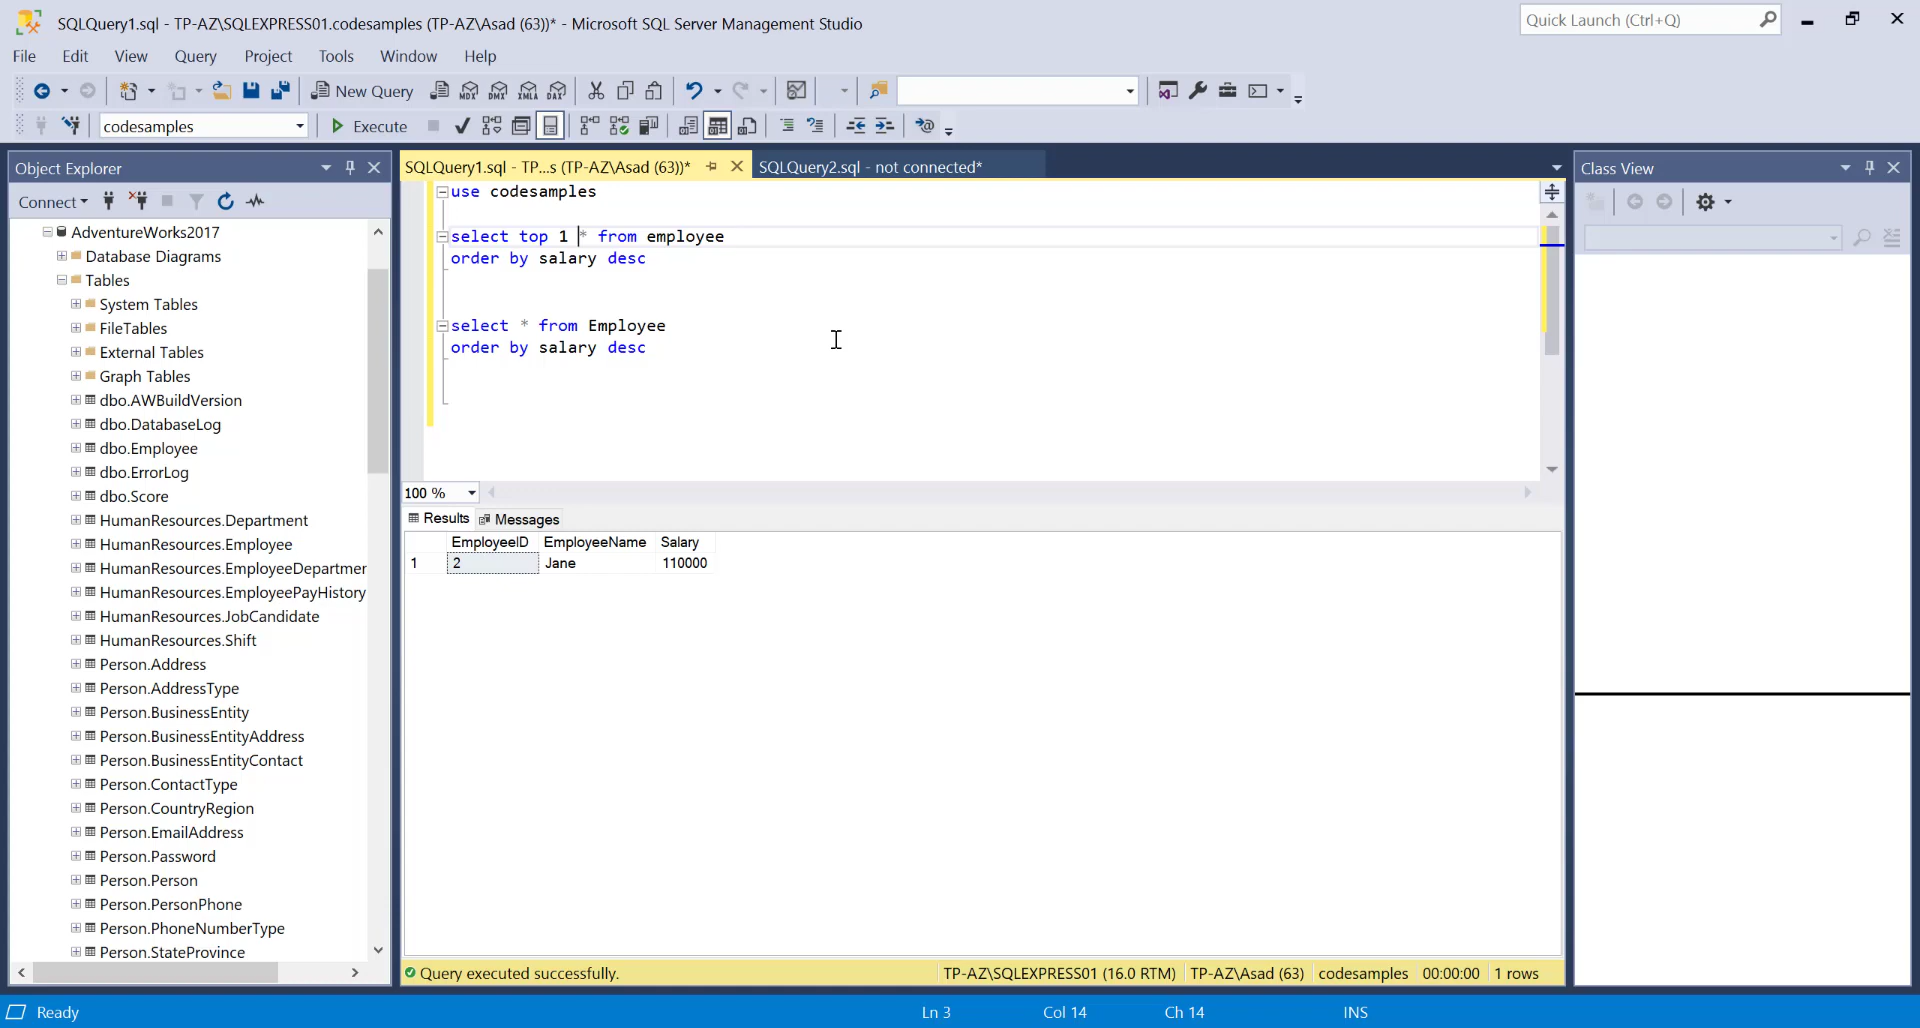 SQLQuery1.sql - TP-AZ\SQLEXPRESS01.codesamples (TP-AZ\Asad (63))* - Microsoft SQL Server Management Studio
Quick Launch (Ctrl+Q)
File Edit View Query Project Tools Window Help
New Query MDX DMX XMLA DAX
codesamples Execute
Object Explorer
Connect
AdventureWorks2017
Database Diagrams
Tables
System Tables
FileTables
External Tables
Graph Tables
dbo.AWBuildVersion
dbo.DatabaseLog
dbo.Employee
dbo.ErrorLog
dbo.Score
HumanResources.Department
HumanResources.Employee
HumanResources.EmployeeDepartmen
HumanResources.EmployeePayHistory
HumanResources.JobCandidate
HumanResources.Shift
Person.Address
Person.AddressType
Person.BusinessEntity
Person.BusinessEntityAddress
Person.BusinessEntityContact
Person.ContactType
Person.CountryRegion
Person.EmailAddress
Person.Password
Person.Person
Person.PersonPhone
Person.PhoneNumberType
Person.StateProvince
SQLQuery1.sql - TP...s (TP-AZ\Asad (63))* SQLQuery2.sql - not connected*
use codesamples
select top 1 * from employee
order by salary desc
select * from Employee
order by salary desc
100 %
Results Messages
EmployeeID EmployeeName Salary
1 2 Jane 110000
Query executed successfully. TP-AZ\SQLEXPRESS01 (16.0 RTM) TP-AZ\Asad (63) codesamples 00:00:00 1 rows
Class View
Ready Ln 3 Col 14 Ch 14 INS